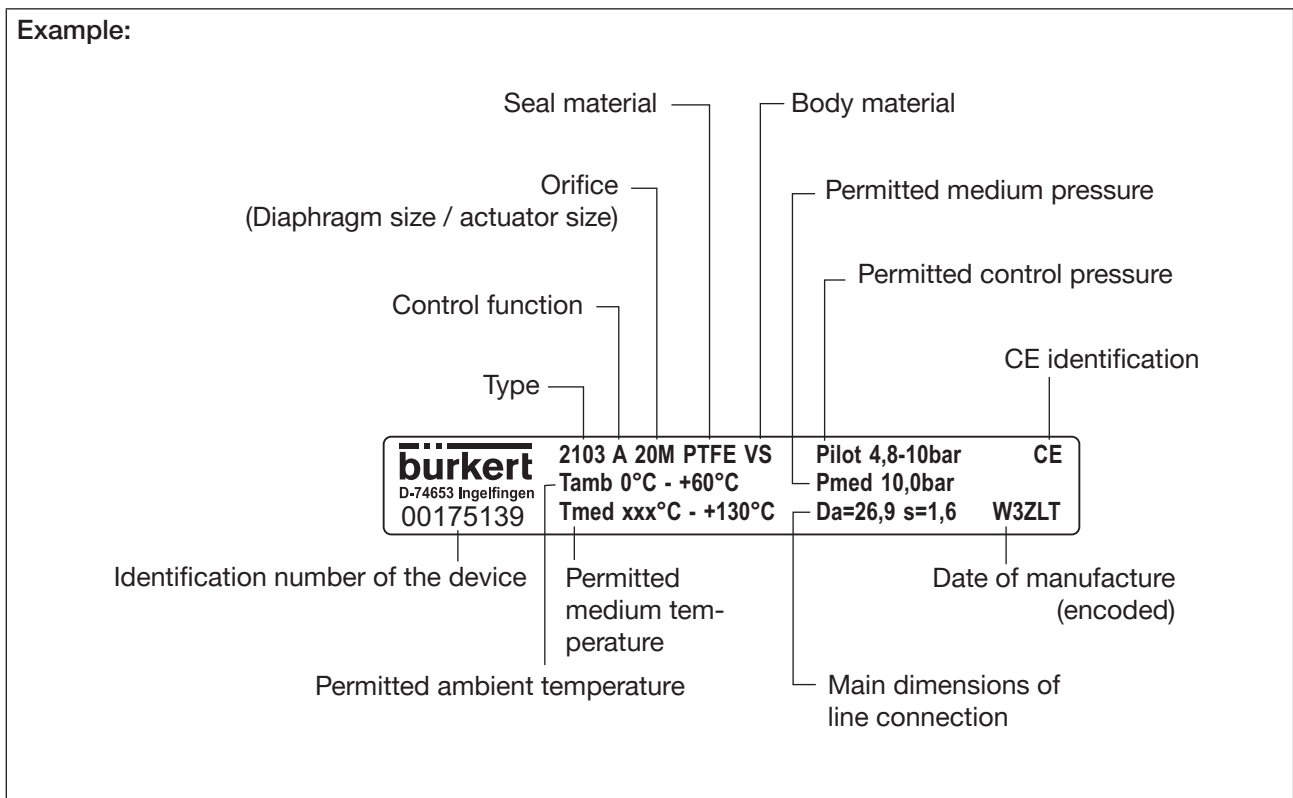 Example:
Seal material
Body material
Orifice
(Diaphragm size / actuator size)
Permitted medium pressure
Permitted control pressure
Control function
CE identification
Type
burkert
D-74653 Ingelfingen
00175139
2103 A 20M PTFE VS
Tamb 0°C - +60°C
Tmed xxx°C - +130°C
Pilot 4,8-10bar
Pmed 10,0bar
Da=26,9 s=1,6
CE
W3ZLT
Identification number of the device
Permitted
medium tem-
perature
Date of manufacture
(encoded)
Permitted ambient temperature
Main dimensions of
line connection